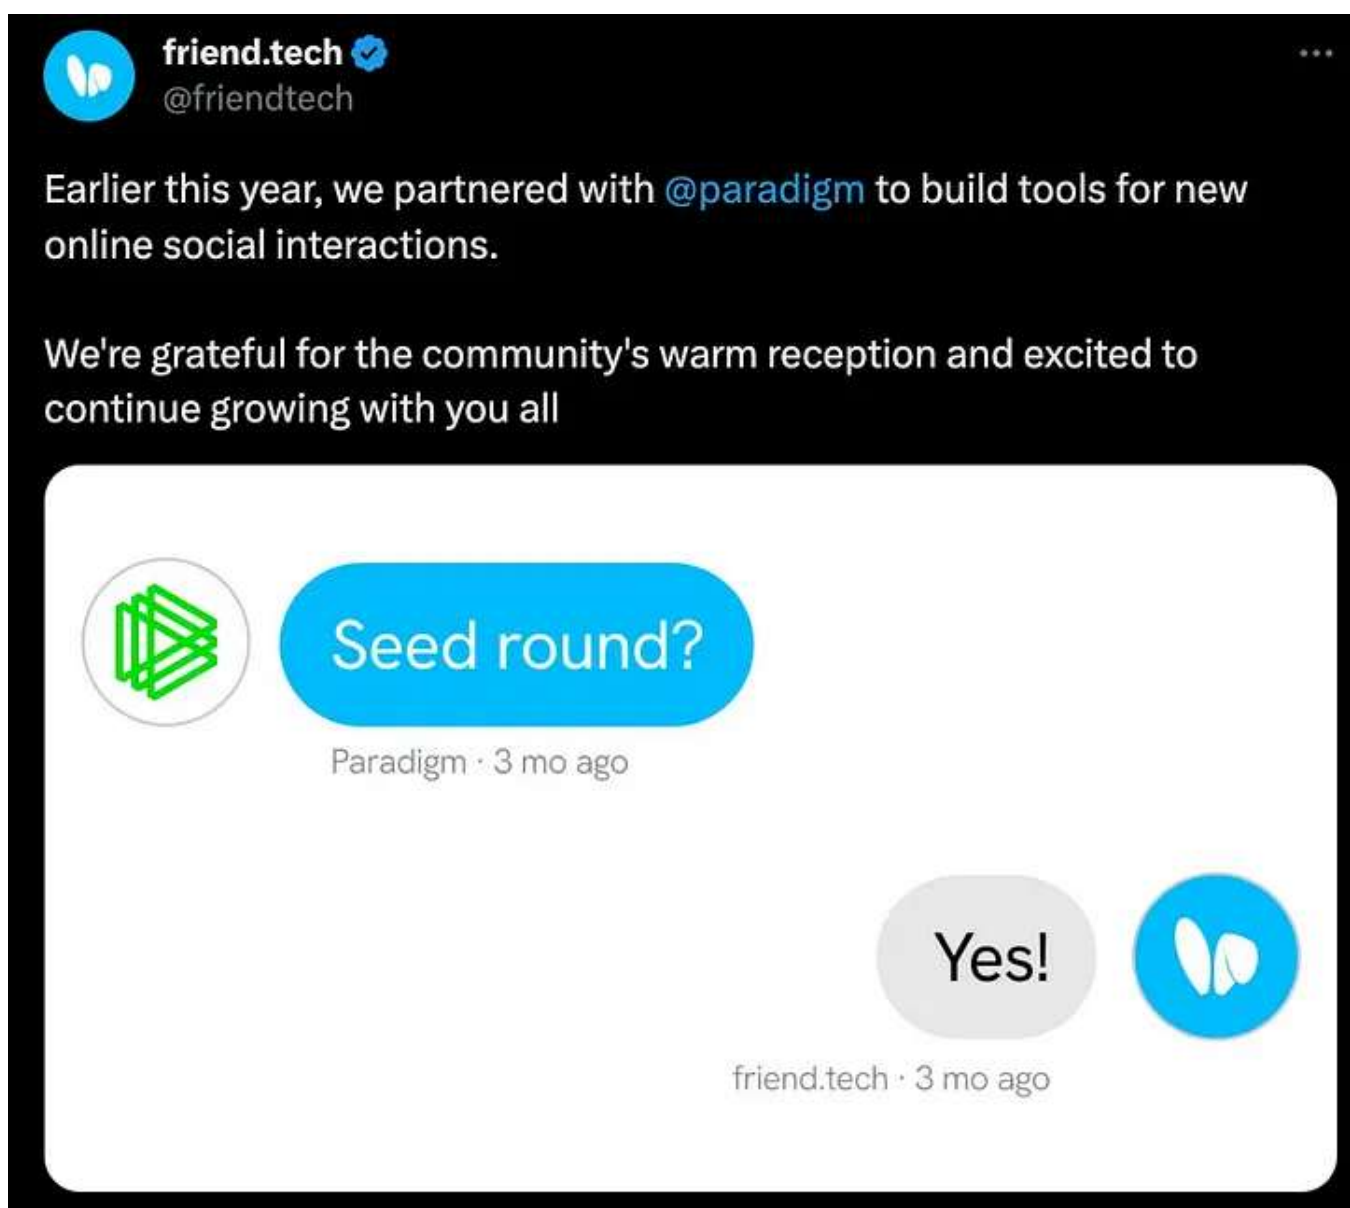 friend.tech
@friendtech
Earlier this year, we partnered with @paradigm to build tools for new
online social interactions.
We're grateful for the community's warm reception and excited to
continue growing with you all
Seed round?
Paradigm · 3 mo ago
Yes!
friend.tech · 3 mo ago